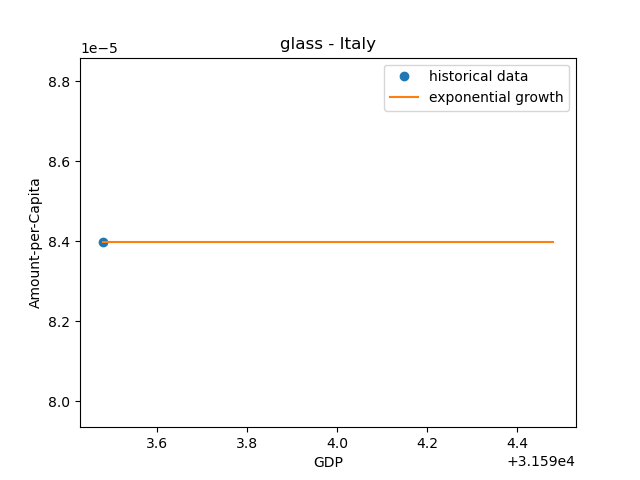 glass - Italy
1e−5
historical data
exponential growth
8.8
8.6
8.4
8.2
8.0
Amount-per-Capita
3.6 3.8 4.0 4.2 4.4
GDP
+3.159e4